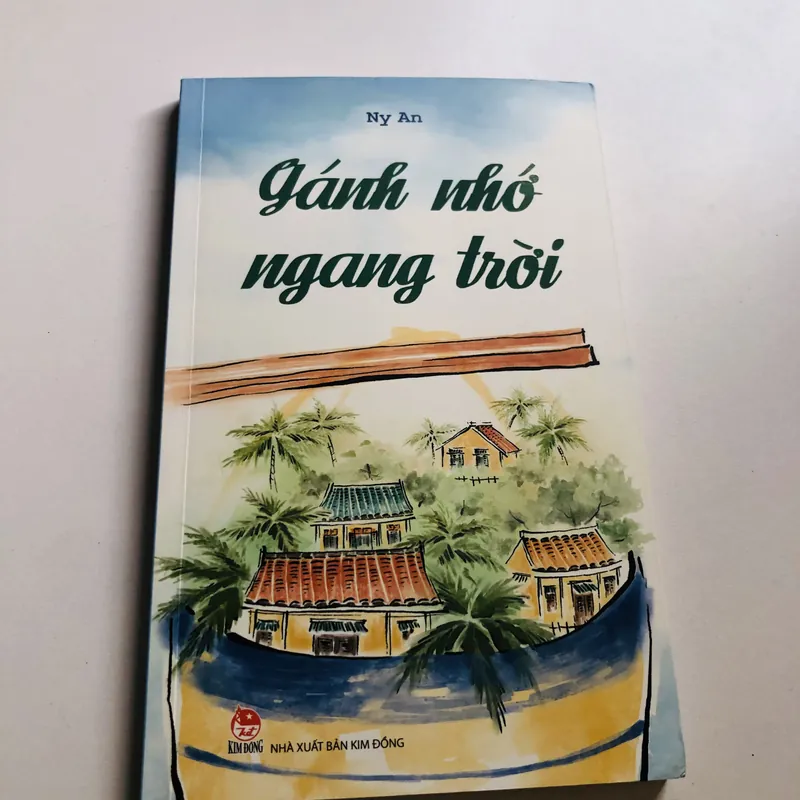 Ny An
Gánh nhớ
ngang trời
KIM ĐỒNG
NHÀ XUẤT BẢN KIM ĐỒNG